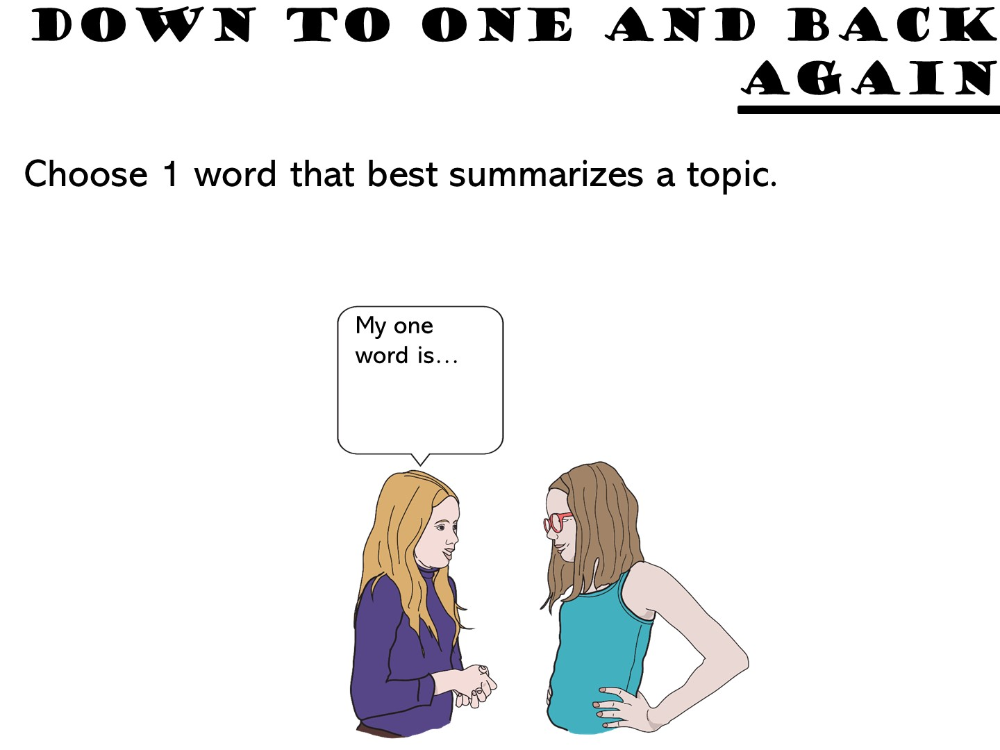 DOWN TO ONE AND BACK
AGAIN
Choose 1 word that best summarizes a topic.
My one
word is...